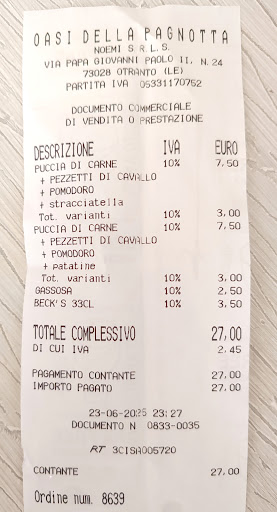 OASI DELLA PAGNOTTA
NOEMI S.R.L.S.
VIA PAPA GIOVANNI PAOLO II, N.24
73028 OTRANTO (LE)
PARTITA IVA 05331170752
DOCUMENTO COMMERCIALE
DI VENDITA O PRESTAZIONE
DESCRIZIONE IVA EURO
PUCCIA DI CARNE 10% 7,50
+ PEZZETTI DI CAVALLO
+ POMODORO
+ stracciatella
Tot. varianti 10% 3,00
PUCCIA DI CARNE 10% 7,50
+ PEZZETTI DI CAVALLO
+ POMODORO
+ patatine
Tot. varianti 10% 3,00
GASSOSA 10% 2,50
BECK'S 33CL 10% 3,50
TOTALE COMPLESSIVO 27,00
DI CUI IVA 2,45
PAGAMENTO CONTANTE 27,00
IMPORTO PAGATO 27,00
23-06-2025 23:27
DOCUMENTO N 0833-0035
RT 3CISA005720
CONTANTE 27,00
Ordine num. 8639